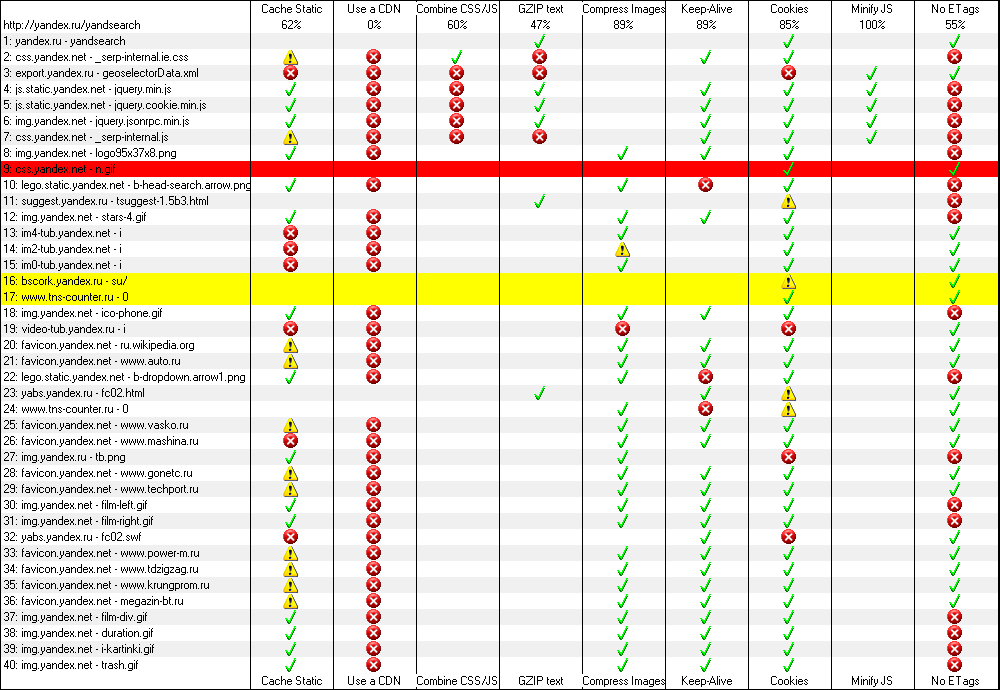 Cache Static Use a CDN Combine CSS/JS GZIP text Compress Images Keep-Alive Cookies Minify JS No ETags
http://yandex.ru/yandsearch 62% 0% 60% 47% 89% 89% 85% 100% 55%
1: yandex.ru - yandsearch
2: css.yandex.net - _serp-internal.ie.css
3: export.yandex.ru - geoselectorData.xml
4: js.static.yandex.net - jquery.min.js
5: js.static.yandex.net - jquery.cookie.min.js
6: img.yandex.net - jquery.jsonrpc.min.js
7: css.yandex.net - _serp-internal.js
8: img.yandex.net - logo95x37x8.png
9: css.yandex.net - n.gif
10: lego.static.yandex.net - b-head-search.arrow.png
11: suggest.yandex.ru - tsuggest-1.5b3.html
12: img.yandex.net - stars-4.gif
13: im4-tub.yandex.net - i
14: im2-tub.yandex.net - i
15: im0-tub.yandex.net - i
16: bscork.yandex.ru - su/
17: www.tns-counter.ru - 0
18: img.yandex.net - ico-phone.gif
19: video-tub.yandex.ru - i
20: favicon.yandex.net - ru.wikipedia.org
21: favicon.yandex.net - www.auto.ru
22: lego.static.yandex.net - b-dropdown.arrow1.png
23: yabs.yandex.ru - fc02.html
24: www.tns-counter.ru - 0
25: favicon.yandex.net - www.vasko.ru
26: favicon.yandex.net - www.mashina.ru
27: img.yandex.ru - tb.png
28: favicon.yandex.net - www.gonetc.ru
29: favicon.yandex.net - www.techport.ru
30: img.yandex.net - film-left.gif
31: img.yandex.net - film-right.gif
32: yabs.yandex.ru - fc02.swf
33: favicon.yandex.net - www.power-m.ru
34: favicon.yandex.net - www.tdzigzag.ru
35: favicon.yandex.net - www.krungprom.ru
36: favicon.yandex.net - megazin-bt.ru
37: img.yandex.net - film-div.gif
38: img.yandex.net - duration.gif
39: img.yandex.net - i-kartinki.gif
40: img.yandex.net - trash.gif
Cache Static Use a CDN Combine CSS/JS GZIP text Compress Images Keep-Alive Cookies Minify JS No ETags